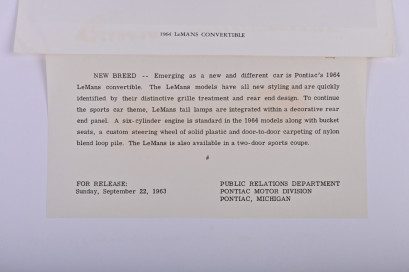 1964 LeMANS CONVERTIBLE
NEW BREED -- Emerging as a new and different car is Pontiac's 1964
LeMans convertible. The LeMans models have all new styling and are quickly
identified by their distinctive grille treatment and rear end design. To continue
the sports car theme, LeMans tail lamps are integrated within a decorative rear
end panel. A six-cylinder engine is standard in the 1964 models along with bucket
seats, a custom steering wheel of solid plastic and door-to-door carpeting of nylon
blend loop pile. The LeMans is also available in a two-door sports coupe.
#
FOR RELEASE:
Sunday, September 22, 1963
PUBLIC RELATIONS DEPARTMENT
PONTIAC MOTOR DIVISION
PONTIAC, MICHIGAN